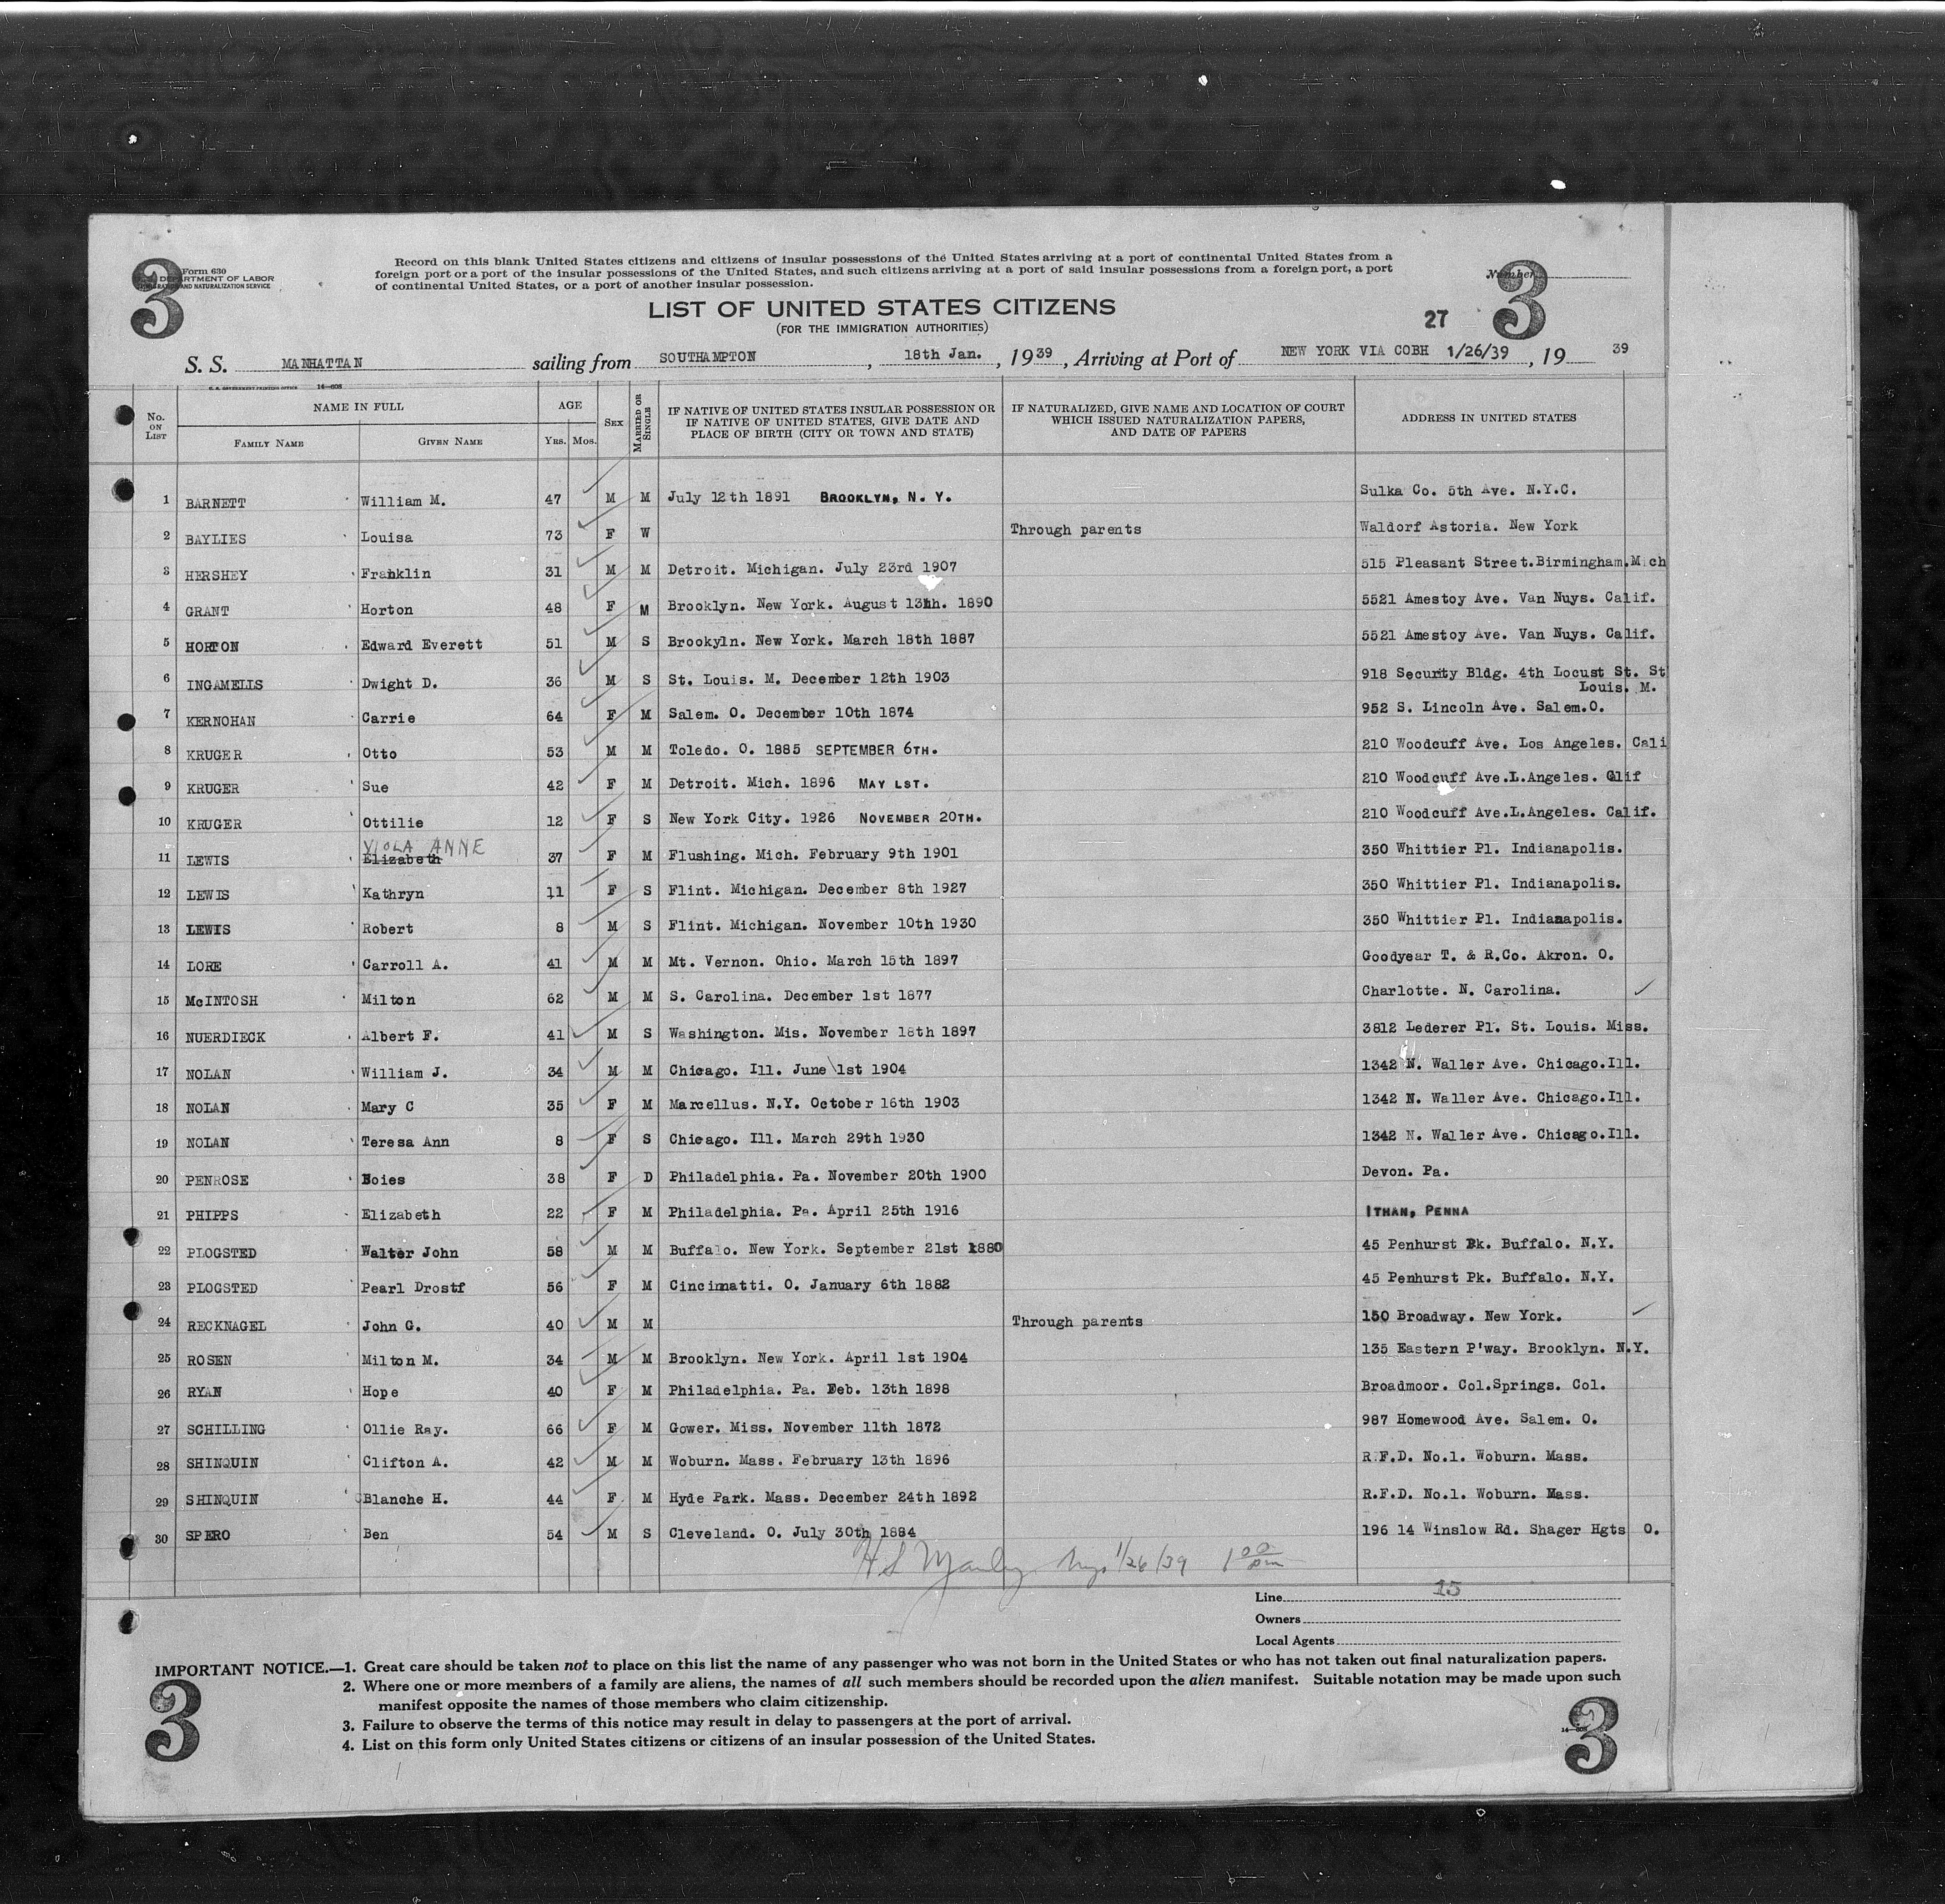 3
Form 630
DEPARTMENT OF LABOR
AND NATURALIZATION SERVICE
Record on this blank United States citizens and citizens of insular possessions of the United States arriving at a port of continental United States from a
foreign port or a port of the insular possessions of the United States, and such citizens arriving at a port of said insular possessions from a foreign port, a port
of continental United States, or a port of another insular possession.
Number
3
LIST OF UNITED STATES CITIZENS
(FOR THE IMMIGRATION AUTHORITIES)
27
S. S. MANHATTAN sailing from SOUTHAMPTON, 18th Jan., 1939, Arriving at Port of NEW YORK VIA COBH 1/26/39, 19 39
U. S. GOVERNMENT PRINTING OFFICE 14-608
No. ON LIST
NAME IN FULL
FAMILY NAME
GIVEN NAME
AGE
YRS. MOS.
SEX
MARRIED OR SINGLE
IF NATIVE OF UNITED STATES INSULAR POSSESSION OR IF NATIVE OF UNITED STATES, GIVE DATE AND PLACE OF BIRTH (CITY OR TOWN AND STATE)
IF NATURALIZED, GIVE NAME AND LOCATION OF COURT WHICH ISSUED NATURALIZATION PAPERS, AND DATE OF PAPERS
ADDRESS IN UNITED STATES
1 BARNETT William M. 47 M M July 12th 1891 BROOKLYN, N. Y. Sulka Co. 5th Ave. N.Y.C.
2 BAYLIES Louisa 73 F W Through parents Waldorf Astoria. New York
3 HERSHEY Franklin 31 M M Detroit. Michigan. July 23rd 1907 515 Pleasant Street.Birmingham.Mich
4 GRANT Horton 48 F M Brooklyn. New York. August 13th. 1890 5521 Amestoy Ave. Van Nuys. Calif.
5 HORTON Edward Everett 51 M S Brookyln. New York. March 18th 1887 5521 Amestoy Ave. Van Nuys. Calif.
6 INGAMELLS Dwight D. 36 M S St. Louis. M. December 12th 1903 918 Security Bldg. 4th Locust St. St
Louis. M.
7 KERNOHAN Carrie 64 F M Salem. O. December 10th 1874 952 S. Lincoln Ave. Salem.O.
8 KRUGER Otto 53 M M Toledo. O. 1885 SEPTEMBER 6TH. 210 Woodcuff Ave. Los Angeles. Cali
9 KRUGER Sue 42 F M Detroit. Mich. 1896 MAY LST. 210 Woodcuff Ave.L.Angeles. Clif
10 KRUGER Ottilie 12 F S New York City. 1926 NOVEMBER 20TH. 210 Woodcuff Ave.L.Angeles. Calif.
VIOLA ANNE
11 LEWIS Elizabeth 37 F M Flushing. Mich. February 9th 1901 350 Whittier Pl. Indianapolis.
12 LEWIS Kathryn 11 F S Flint. Michigan. December 8th 1927 350 Whittier Pl. Indianapolis.
13 LEWIS Robert 8 M S Flint. Michigan. November 10th 1930 350 Whittier Pl. Indianapolis.
14 LORE Carroll A. 41 M M Mt. Vernon. Ohio. March 15th 1897 Goodyear T. & R.Co. Akron. O.
15 McINTOSH Milton 62 M M S. Carolina. December 1st 1877 Charlotte. N. Carolina.
16 NUERDIECK Albert F. 41 M S Washington. Mis. November 18th 1897 3812 Lederer Pl. St. Louis. Miss.
17 NOLAN William J. 34 M M Chicago. Ill. June 1st 1904 1342 N. Waller Ave. Chicago.Ill.
18 NOLAN Mary C 35 F M Marcellus. N.Y. October 16th 1903 1342 N. Waller Ave. Chicago.Ill.
19 NOLAN Teresa Ann 8 F S Chicago. Ill. March 29th 1930 1342 N. Waller Ave. Chicago.Ill.
20 PENROSE Boies 38 F D Philadelphia. Pa. November 20th 1900 Devon. Pa.
21 PHIPPS Elizabeth 22 F M Philadelphia. Pa. April 25th 1916 ITHAN, PENNA
22 PLOGSTED Walter John 58 M M Buffalo. New York. September 21st 1880 45 Penhurst Pk. Buffalo. N.Y.
23 PLOGSTED Pearl Drostf 56 F M Cincinnatti. O. January 6th 1882 45 Penhurst Pk. Buffalo. N.Y.
24 RECKNAGEL John G. 40 M M Through parents 150 Broadway. New York.
25 ROSEN Milton M. 34 M M Brooklyn. New York. April 1st 1904 135 Eastern P'way. Brooklyn. N.Y.
26 RYAN Hope 40 F M Philadelphia. Pa. Feb. 13th 1898 Broadmoor. Col.Springs. Col.
27 SCHILLING Ollie Ray. 66 F M Gower. Miss. November 11th 1872 987 Homewood Ave. Salem. O.
28 SHINQUIN Clifton A. 42 M M Woburn. Mass. February 13th 1896 R.F.D. No.1. Woburn. Mass.
29 SHINQUIN Blanche H. 44 F M Hyde Park. Mass. December 24th 1892 R.F.D. No.1. Woburn. Mass.
30 SPERO Ben 54 M S Cleveland. O. July 30th 1884 196 14 Winslow Rd. Shager Hgts O.
1/26/39 1 00 pm
Line 15
Owners
Local Agents
IMPORTANT NOTICE.—1. Great care should be taken not to place on this list the name of any passenger who was not born in the United States or who has not taken out final naturalization papers.
2. Where one or more members of a family are aliens, the names of all such members should be recorded upon the alien manifest. Suitable notation may be made upon such
manifest opposite the names of those members who claim citizenship.
3. Failure to observe the terms of this notice may result in delay to passengers at the port of arrival.
4. List on this form only United States citizens or citizens of an insular possession of the United States.
3
14-608
3